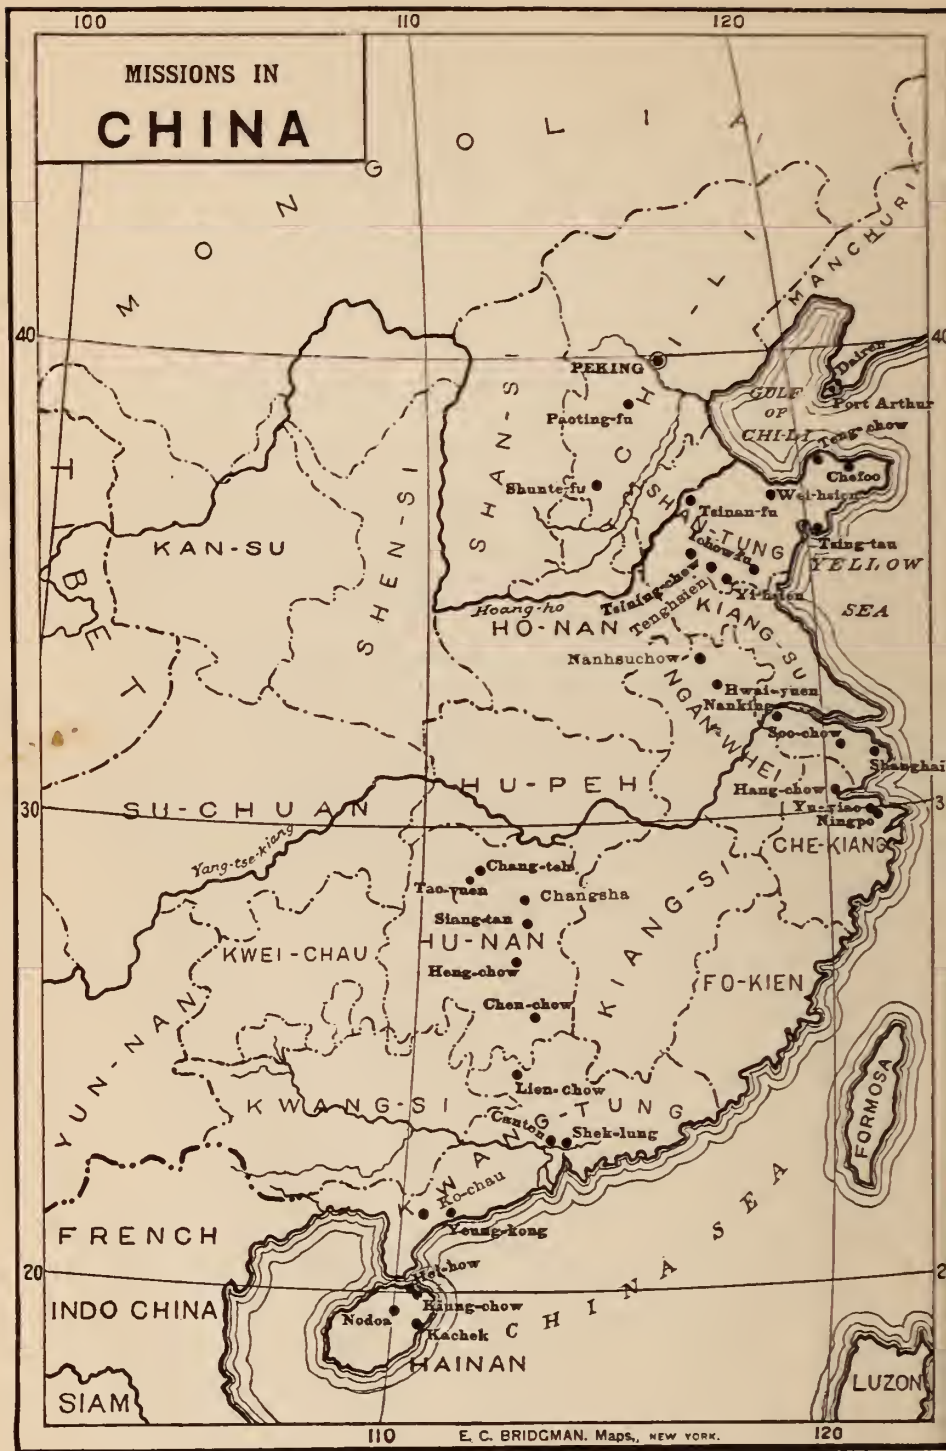 100 110 120
MISSIONS IN
CHINA
MONGOLIA
MANCHURI
CHI-LI
40 40
PEKING
Dairen
GULF
OF
CHI-LI
Port Arthur
Paoting-fu
Teng-chow
Chefoo
SHAN-SI
Shunte-fu
Wei-hsien
TIBET
Tsinan-fu
SHAN-TUNG
Tsing-tau
KAN-SU
SHEN-SI
Ichowfu
YELLOW
SEA
Tsining-chow
Yi-hsien
Tenghsien
Hoang-ho
HO-NAN
KIANG-SU
Nanhsuchow
Hwai-yuen
NGAN-WHEI
Nanking
Soo-chow
Shanghai
HU-PEH
SU-CHUAN
30 3
Hang-chow
Yu-yiao
Ningpo
CHE-KIANG
Yang-tse-kiang
Chang-teh
Tao-yuen
Changsha
Siang-tan
HU-NAN
KIANG-SI
KWEI-CHAU
Heng-chow
FO-KIEN
Chen-chow
YUN-NAN
Lien-chow
KWANG-SI
KWANG-TUNG
Canton
Shek-lung
FORMOSA
Ko-chau
Yeung-kong
FRENCH
INDO CHINA
20 2
Hoi-how
Kiung-chow
Nodoa
Kachek
CHINA SEA
HAINAN
SIAM
LUZON
110 120
E. C. BRIDGMAN. Maps., NEW YORK.